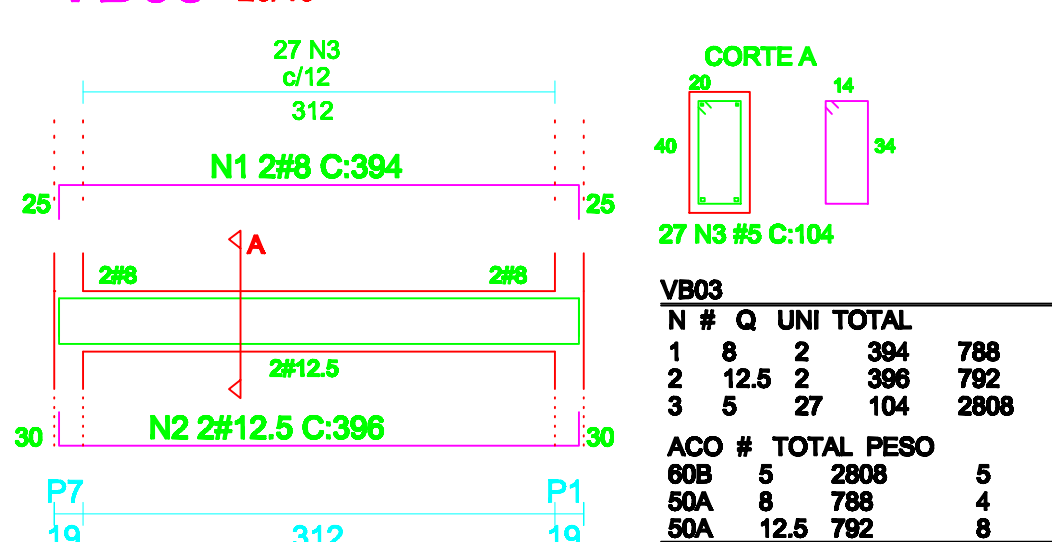 27 N3
c/12
312
N1 2#8 C:394
25
25
A
2#8
2#8
2#12.5
N2 2#12.5 C:396
30
30
P7
P1
19
312
19
CORTE A
20
14
40
34
27 N3 #5 C:104
VB03
N # Q UNI TOTAL
1 8 2 394 788
2 12.5 2 396 792
3 5 27 104 2808
ACO # TOTAL PESO
60B 5 2808 5
50A 8 788 4
50A 12.5 792 8